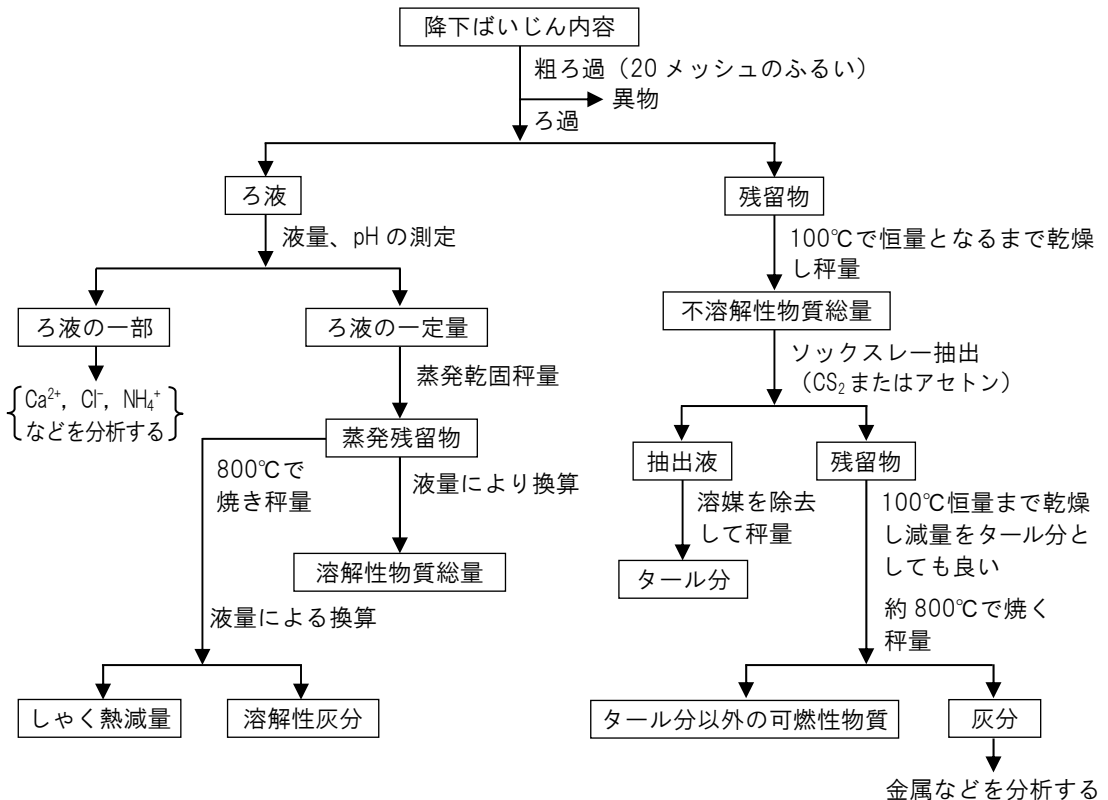 降下ばいじん内容
粗ろ過（20 メッシュのふるい）
異物
ろ過
ろ液
残留物
液量、pH の測定
100℃で恒量となるまで乾燥
し秤量
ろ液の一部
ろ液の一定量
不溶解性物質総量
ソックスレー抽出
（CS₂またはアセトン）
蒸発乾固秤量
Ca²⁺, Cl⁻, NH₄⁺
などを分析する
蒸発残留物
抽出液
残留物
800℃で
焼き秤量
液量により換算
溶媒を除去
して秤量
100℃恒量まで乾燥
し減量をタール分と
しても良い
溶解性物質総量
タール分
液量による換算
約 800℃で焼く
秤量
しゃく熱減量
溶解性灰分
タール分以外の可燃性物質
灰分
金属などを分析する